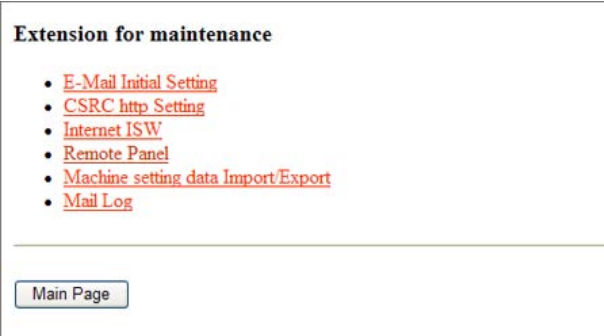 Extension for maintenance
E-Mail Initial Setting
CSRC http Setting
Internet ISW
Remote Panel
Machine setting data Import/Export
Mail Log
Main Page